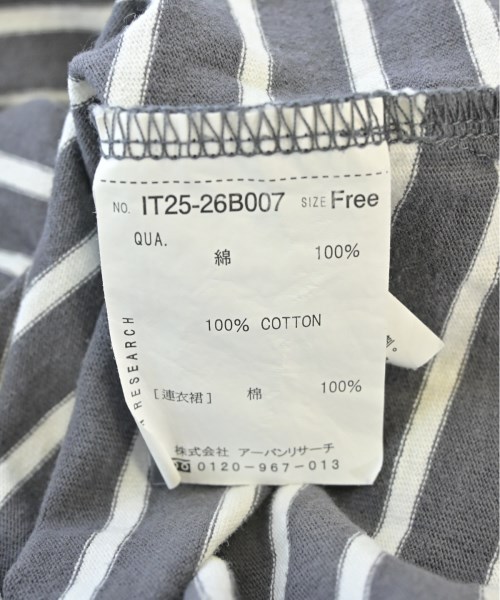 NO. IT25-26B007 SIZE Free
QUA.
綿 100%
100% COTTON
RESEARCH
[連衣裙] 棉 100%
株式会社 アーバンリサーチ
0120-967-013